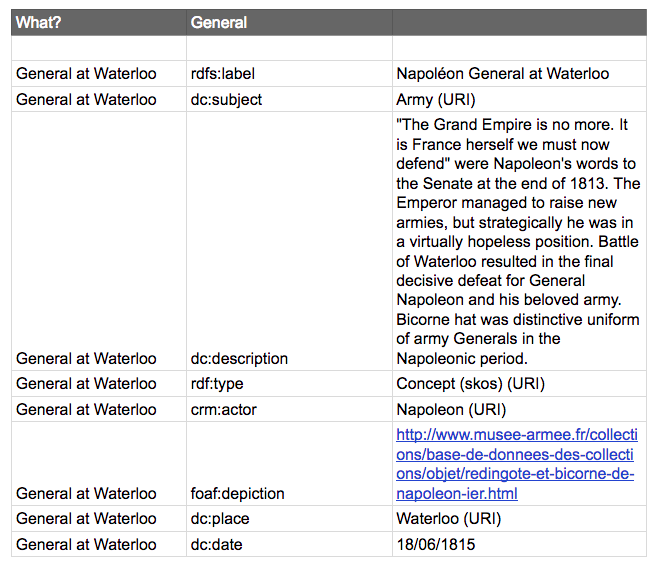 What? General
General at Waterloo rdfs:label Napoléon General at Waterloo
General at Waterloo dc:subject Army (URI)
"The Grand Empire is no more. It
is France herself we must now
defend" were Napoleon's words to
the Senate at the end of 1813. The
Emperor managed to raise new
armies, but strategically he was in
a virtually hopeless position. Battle
of Waterloo resulted in the final
decisive defeat for General
Napoleon and his beloved army.
Bicorne hat was distinctive uniform
of army Generals in the
General at Waterloo dc:description Napoleonic period.
General at Waterloo rdf:type Concept (skos) (URI)
General at Waterloo crm:actor Napoleon (URI)
http://www.musee-armee.fr/collecti
ons/base-de-donnees-des-collecti
ons/objet/redingote-et-bicorne-de-
General at Waterloo foaf:depiction napoleon-ier.html
General at Waterloo dc:place Waterloo (URI)
General at Waterloo dc:date 18/06/1815